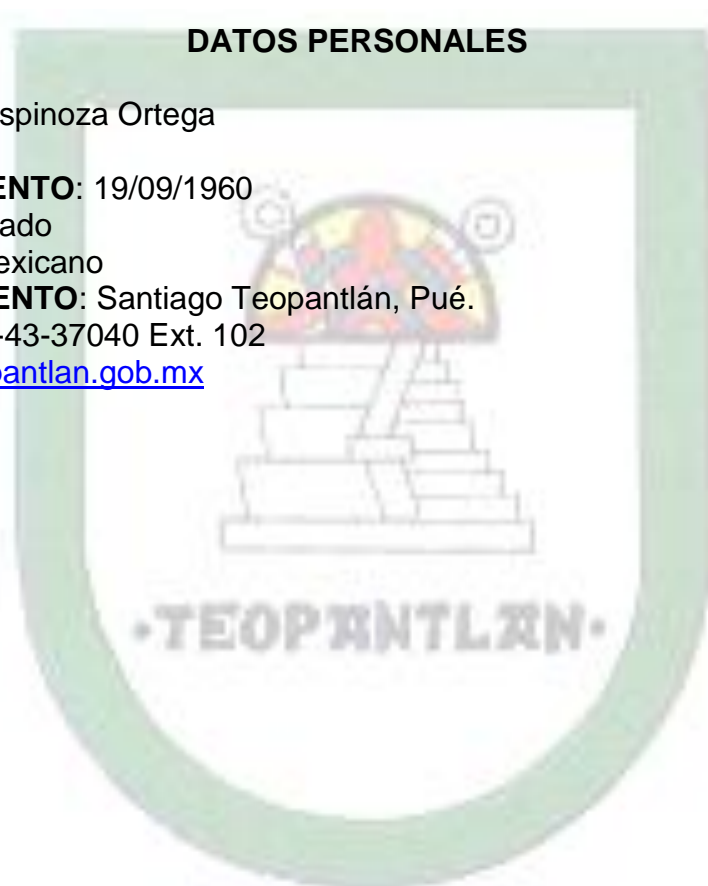 DATOS PERSONALES
spinoza Ortega
ENTO: 19/09/1960
ado
exicano
ENTO: Santiago Teopantlán, Pué.
-43-37040 Ext. 102
pantlan.gob.mx
·TEOPANTLAN·